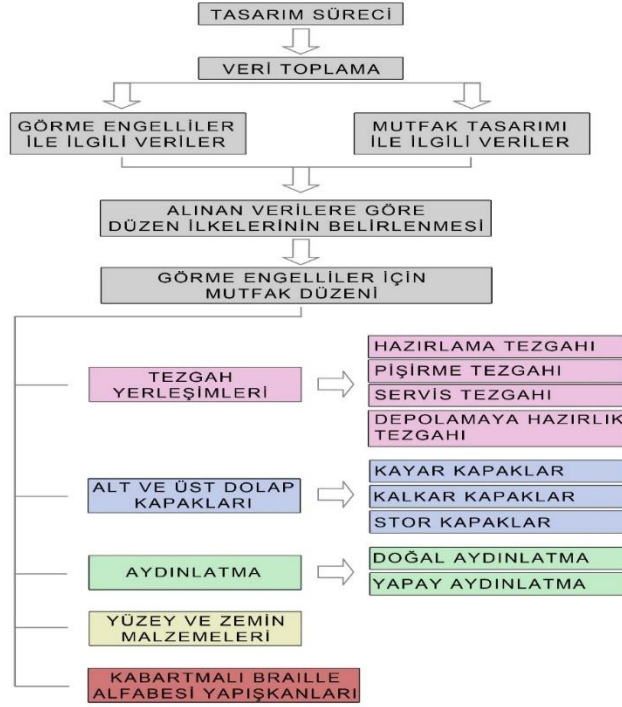 TASARIM SÜRECİ
VERİ TOPLAMA
GÖRME ENGELLİLER
İLE İLGİLİ VERİLER
MUTFAK TASARIMI
İLE İLGİLİ VERİLER
ALINAN VERİLERE GÖRE
DÜZEN İLKELERİNİN BELİRLENMESİ
GÖRME ENGELLİLER İÇİN
MUTFAK DÜZENİ
TEZGAH
YERLEŞİMLERİ
HAZIRLAMA TEZGAHI
PİŞİRME TEZGAHI
SERVİS TEZGAHI
DEPOLAMAYA HAZIRLIK
TEZGAHI
ALT VE ÜST DOLAP
KAPAKLARI
KAYAR KAPAKLAR
KALKAR KAPAKLAR
STOR KAPAKLAR
AYDINLATMA
DOĞAL AYDINLATMA
YAPAY AYDINLATMA
YÜZEY VE ZEMİN
MALZEMELERİ
KABARTMALI BRAILLE
ALFABESİ YAPIŞKANLARI